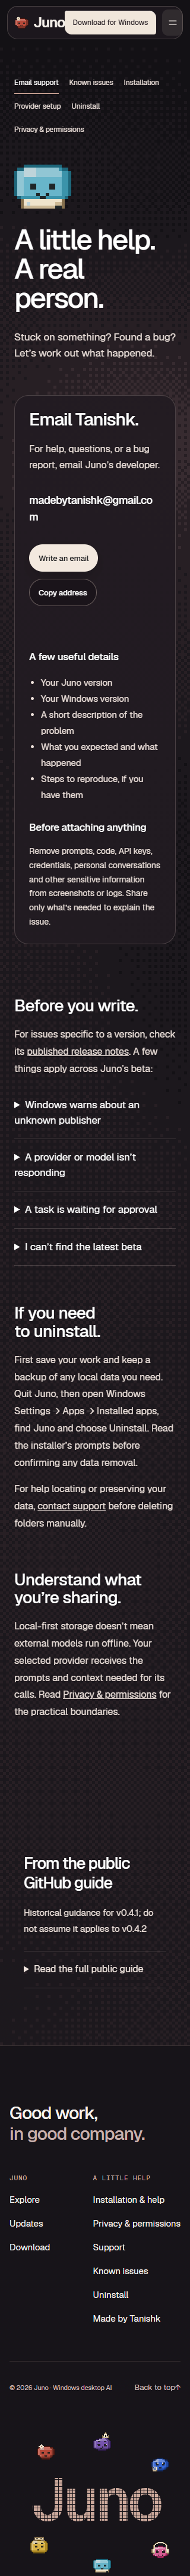 Juno
Download for Windows
Email support Known issues Installation
Provider setup Uninstall
Privacy & permissions
A little help.
A real
person.
Stuck on something? Found a bug?
Let's work out what happened.
Email Tanishk.
For help, questions, or a bug
report, email Juno's developer.
madebytanishk@gmail.co
m
Write an email
Copy address
A few useful details
• Your Juno version
• Your Windows version
• A short description of the
problem
• What you expected and what
happened
• Steps to reproduce, if you
have them
Before attaching anything
Remove prompts, code, API keys,
credentials, personal conversations
and other sensitive information
from screenshots or logs. Share
only what's needed to explain the
issue.
Before you write.
For issues specific to a version, check
its published release notes. A few
things apply across Juno's beta:
▶ Windows warns about an
unknown publisher
▶ A provider or model isn't
responding
▶ A task is waiting for approval
▶ I can't find the latest beta
If you need
to uninstall.
First save your work and keep a
backup of any local data you need.
Quit Juno, then open Windows
Settings → Apps → Installed apps,
find Juno and choose Uninstall. Read
the installer's prompts before
confirming any data removal.
For help locating or preserving your
data, contact support before deleting
folders manually.
Understand what
you're sharing.
Local-first storage doesn't mean
external models run offline. Your
selected provider receives the
prompts and context needed for its
calls. Read Privacy & permissions for
the practical boundaries.
From the public
GitHub guide
Historical guidance for v0.4.1; do
not assume it applies to v0.4.2
▶ Read the full public guide
Good work,
in good company.
JUNO
Explore
Updates
Download
A LITTLE HELP
Installation & help
Privacy & permissions
Support
Known issues
Uninstall
Made by Tanishk
© 2026 Juno · Windows desktop AI
Back to top↑
Juno